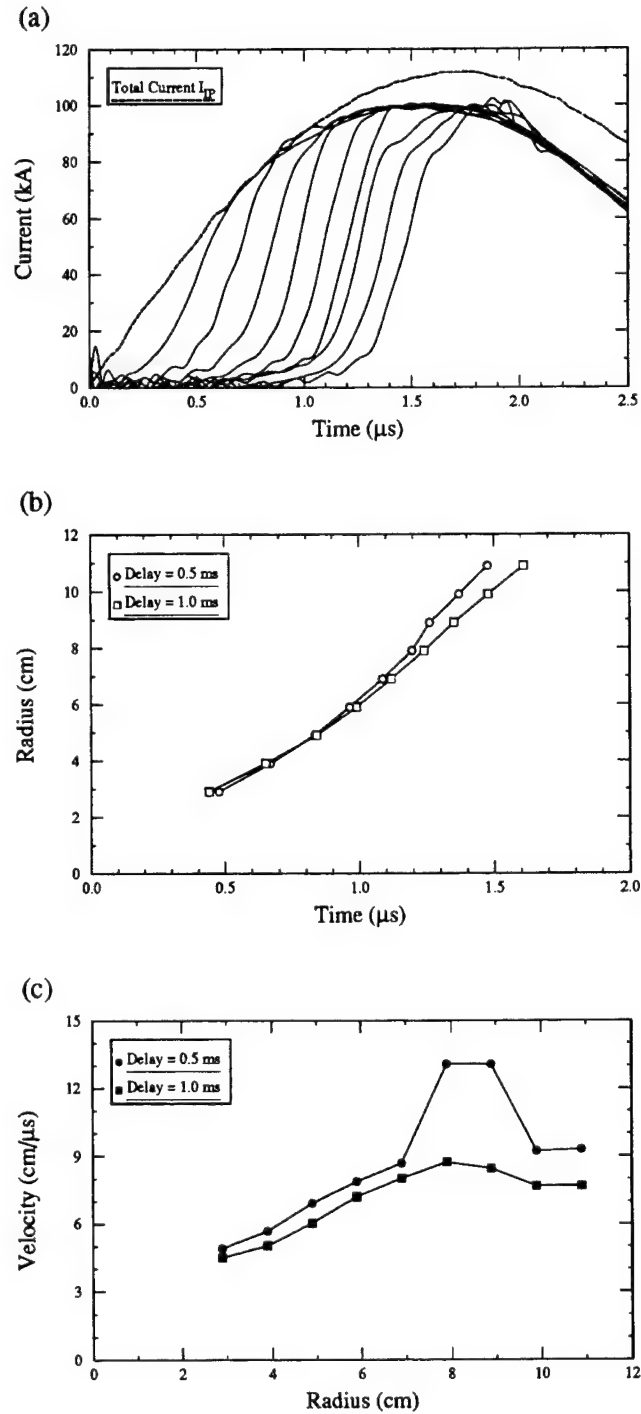 (a)
120
100
80
60
40
20
0
Current (kA)
Total Current I_IP
0.0 0.5 1.0 1.5 2.0 2.5
Time (μs)
(b)
12
10
8
6
4
2
0
Radius (cm)
Delay = 0.5 ms
Delay = 1.0 ms
0.0 0.5 1.0 1.5 2.0
Time (μs)
(c)
15
12
9
6
3
0
Velocity (cm/μs)
Delay = 0.5 ms
Delay = 1.0 ms
0 2 4 6 8 10 12
Radius (cm)